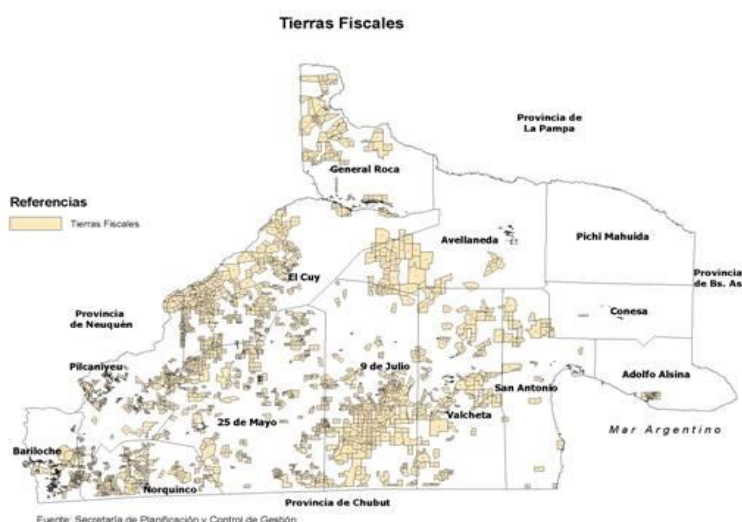 Tierras Fiscales
Provincia de
La Pampa
General Roca
Referencias
Tierras Fiscales
Avellaneda
Pichi Mahuida
El Cuy
Provincia
de Bs. As
Provincia
de Neuquén
Conesa
Pilcaniyeu
9 de Julio
Adolfo Alsina
San Antonio
25 de Mayo
Valcheta
Mar Argentino
Bariloche
Norquinco
Provincia de Chubut
Fuente: Secretaría de Planificación y Control de Gestión